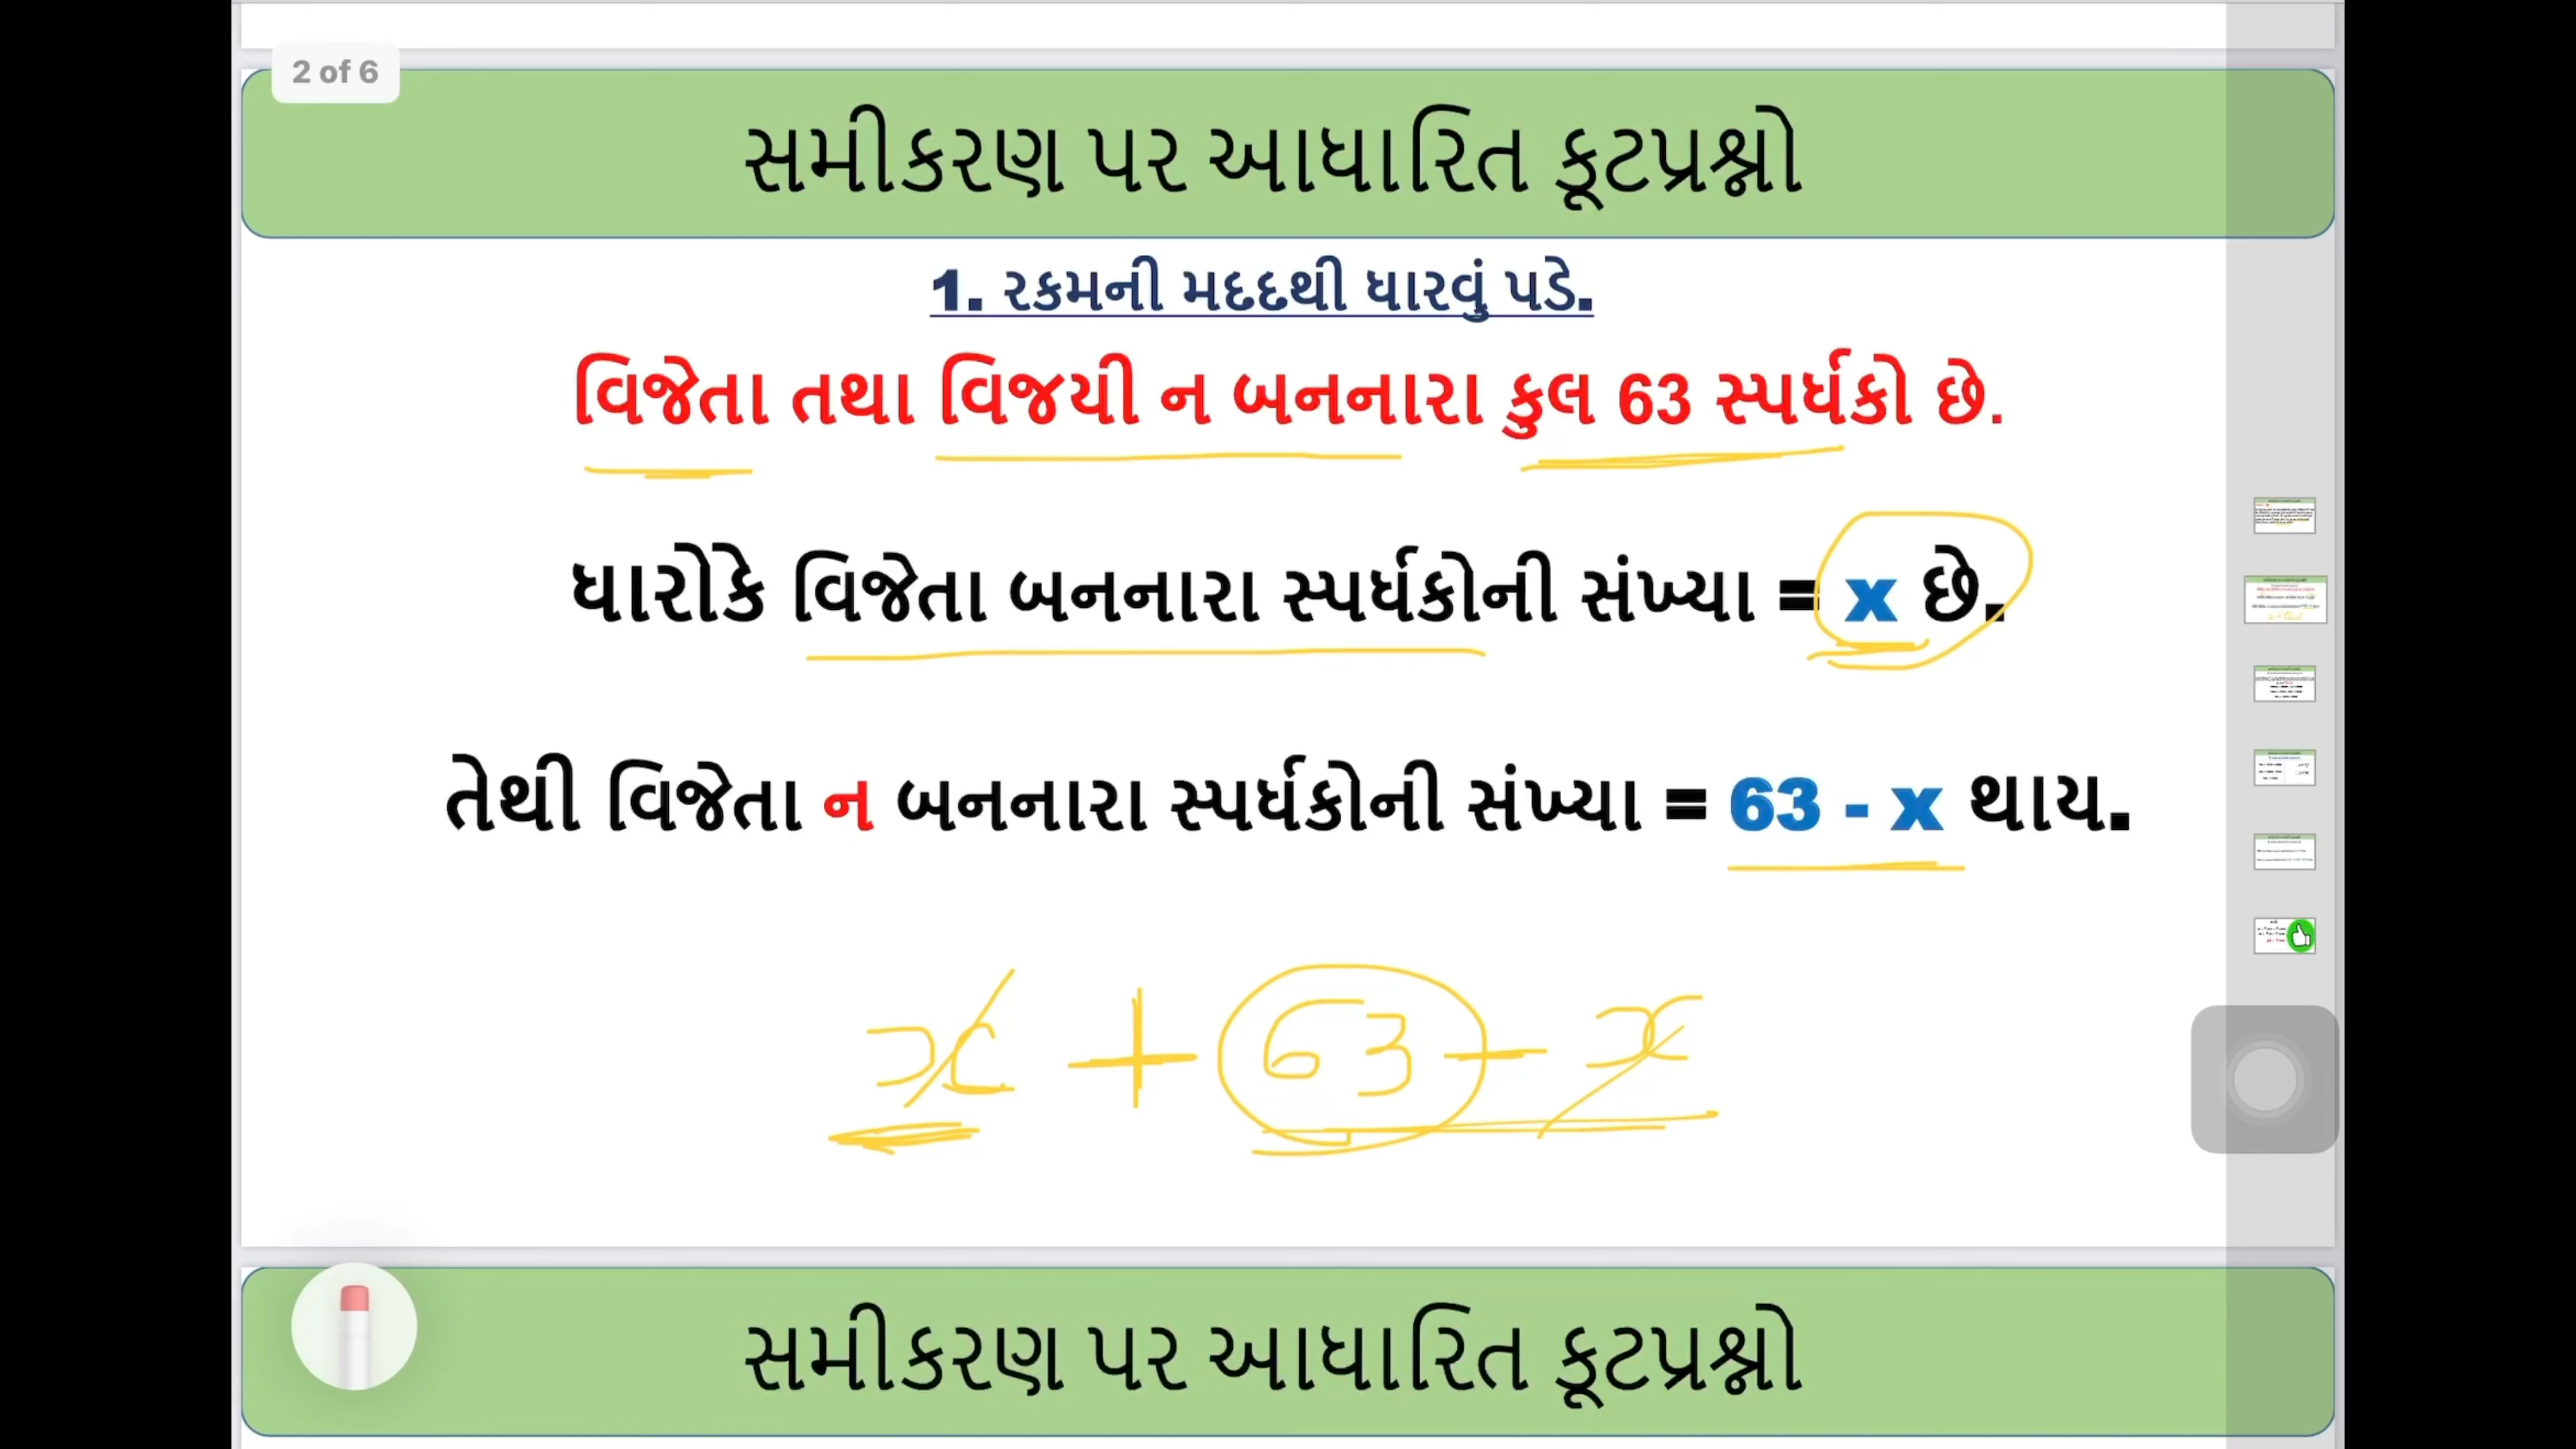 2 of 6
સમીકરણ પર આધારિત કૂટપ્રશ્નો
1. રકમની મદદથી ધારવું પડે.
વિજેતા તથા વિજયી ન બનનારા કુલ 63 સ્પર્ધકો છે.
ધારોકે વિજેતા બનનારા સ્પર્ધકોની સંખ્યા = x છે.
તેથી વિજેતા ન બનનારા સ્પર્ધકોની સંખ્યા = 63 - x થાય.
x + 63 - x
સમીકરણ પર આધારિત કૂટપ્રશ્નો